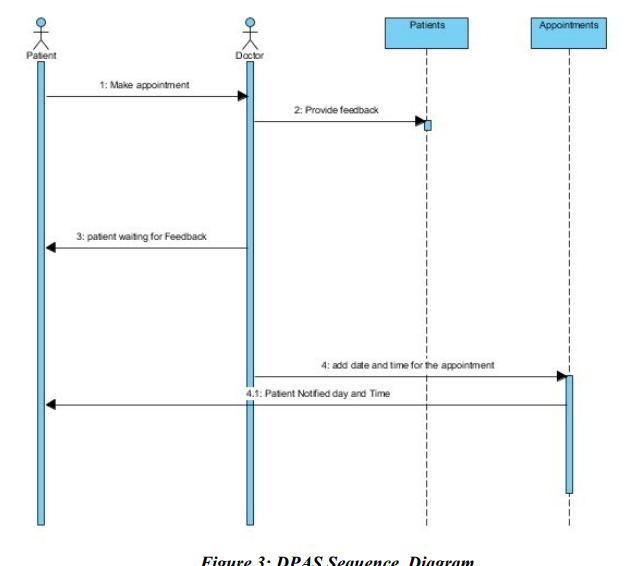 Patients
Appointments
Patient
Doctor
1: Make appointment
2: Provide feedback
3: patient waiting for Feedback
4: add date and time for the appointment
4.1: Patient Notified day and Time
Figure 3: DPAS Sequence Diagram